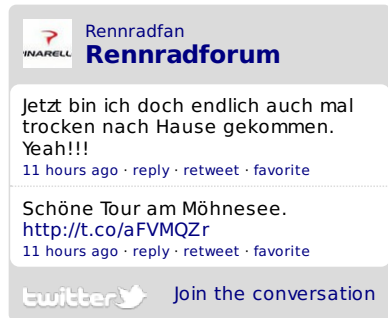 Rennradfan
Rennradforum
INARELL
Jetzt bin ich doch endlich auch mal
trocken nach Hause gekommen.
Yeah!!!
11 hours ago · reply · retweet · favorite
Schöne Tour am Möhnesee.
http://t.co/aFVMQZr
11 hours ago · reply · retweet · favorite
twitter
Join the conversation